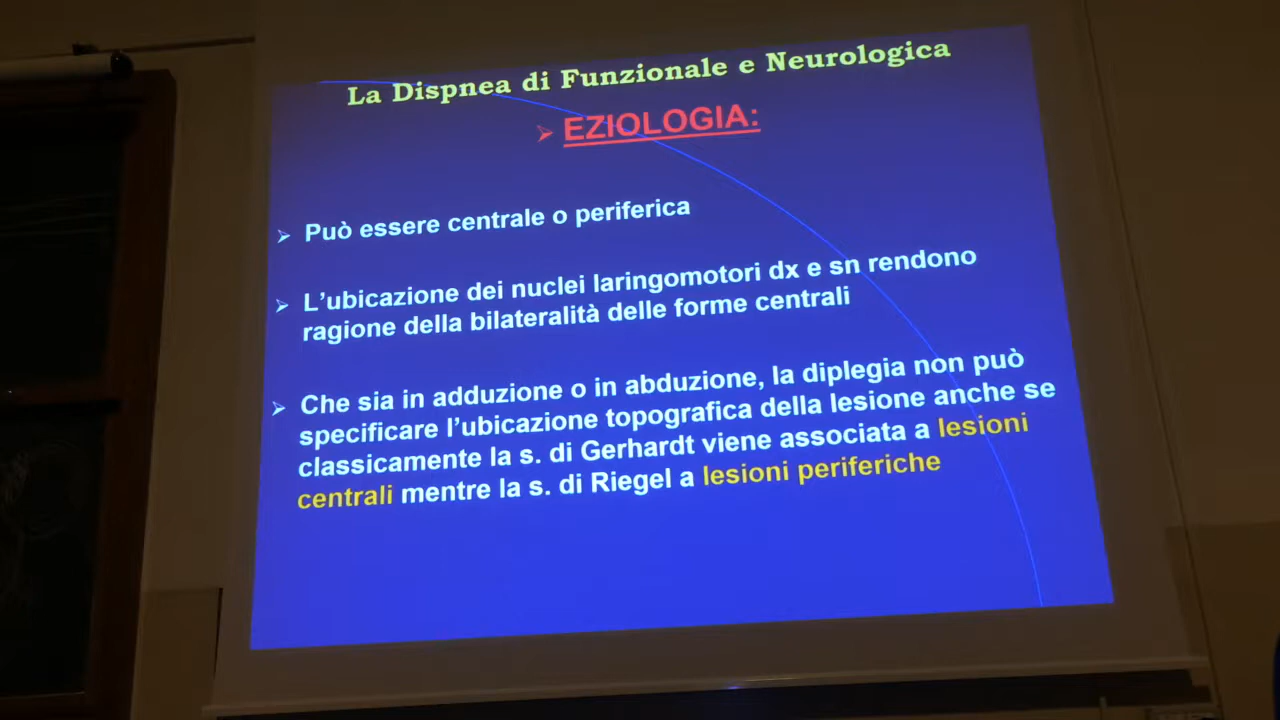 La Dispnea di Funzionale e Neurologica
➢ EZIOLOGIA:
➢ Può essere centrale o periferica
➢ L'ubicazione dei nuclei laringomotori dx e sn rendono
ragione della bilateralità delle forme centrali
➢ Che sia in adduzione o in abduzione, la diplegia non può
specificare l'ubicazione topografica della lesione anche se
classicamente la s. di Gerhardt viene associata a lesioni
centrali mentre la s. di Riegel a lesioni periferiche